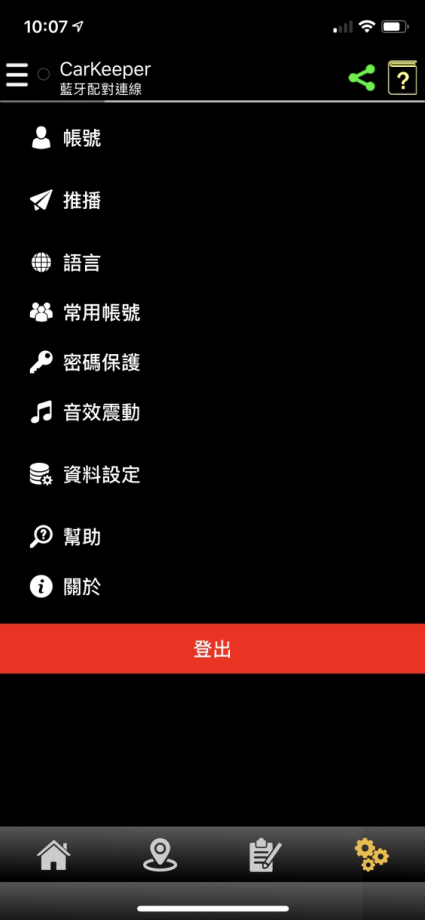 10:07
CarKeeper
藍牙配對連線
?
帳號
推播
語言
常用帳號
密碼保護
音效震動
資料設定
幫助
關於
登出